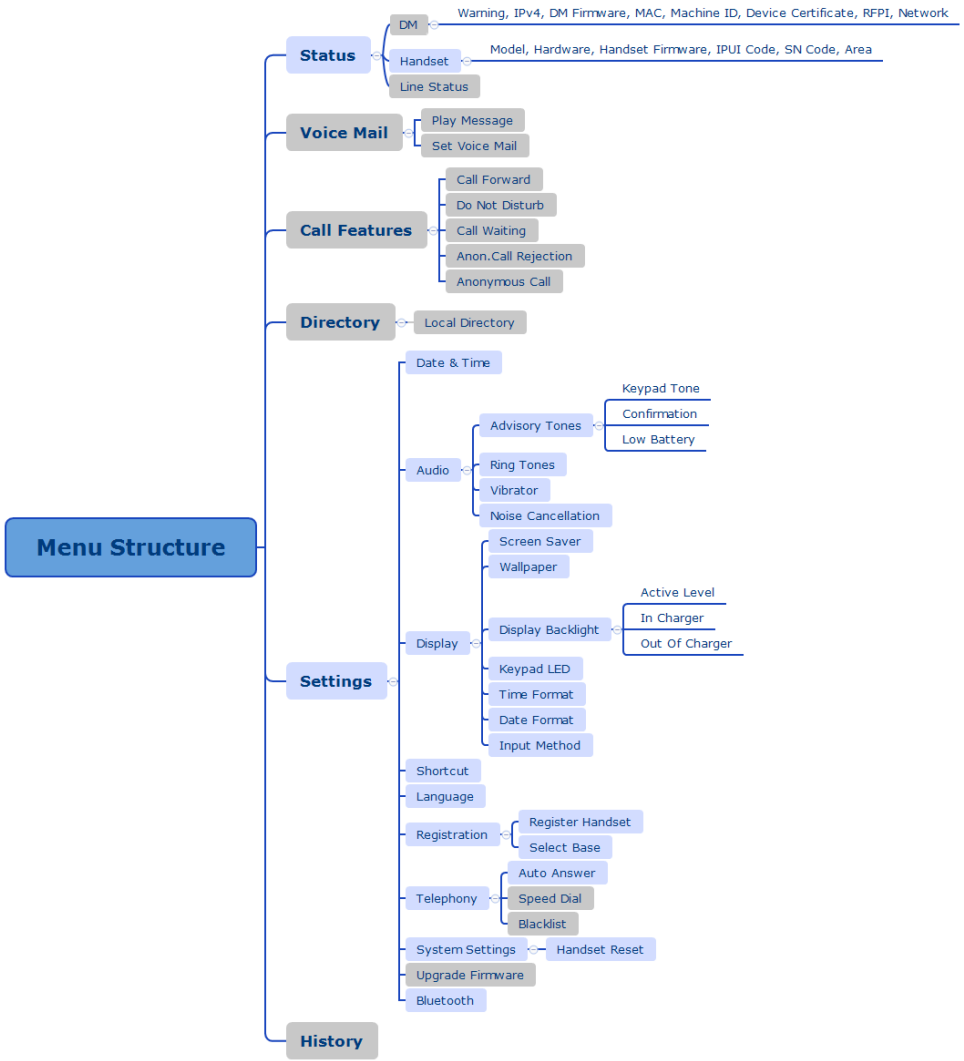 Menu Structure
Status
DM
Warning, IPv4, DM Firmware, MAC, Machine ID, Device Certificate, RFPI, Network
Handset
Model, Hardware, Handset Firmware, IPUI Code, SN Code, Area
Line Status
Voice Mail
Play Message
Set Voice Mail
Call Features
Call Forward
Do Not Disturb
Call Waiting
Anon.Call Rejection
Anonymous Call
Directory
Local Directory
Settings
Date & Time
Audio
Advisory Tones
Keypad Tone
Confirmation
Low Battery
Ring Tones
Vibrator
Noise Cancellation
Display
Screen Saver
Wallpaper
Display Backlight
Active Level
In Charger
Out Of Charger
Keypad LED
Time Format
Date Format
Input Method
Shortcut
Language
Registration
Register Handset
Select Base
Telephony
Auto Answer
Speed Dial
Blacklist
System Settings
Handset Reset
Upgrade Firmware
Bluetooth
History